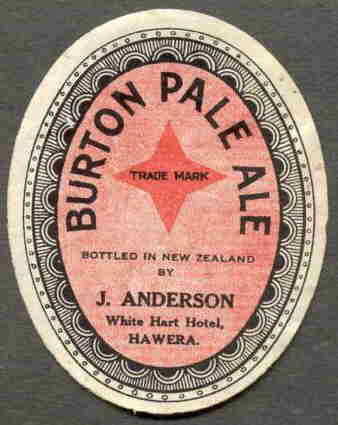 BURTON PALE ALE
TRADE MARK
BOTTLED IN NEW ZEALAND
BY
J. ANDERSON
White Hart Hotel,
HAWERA.